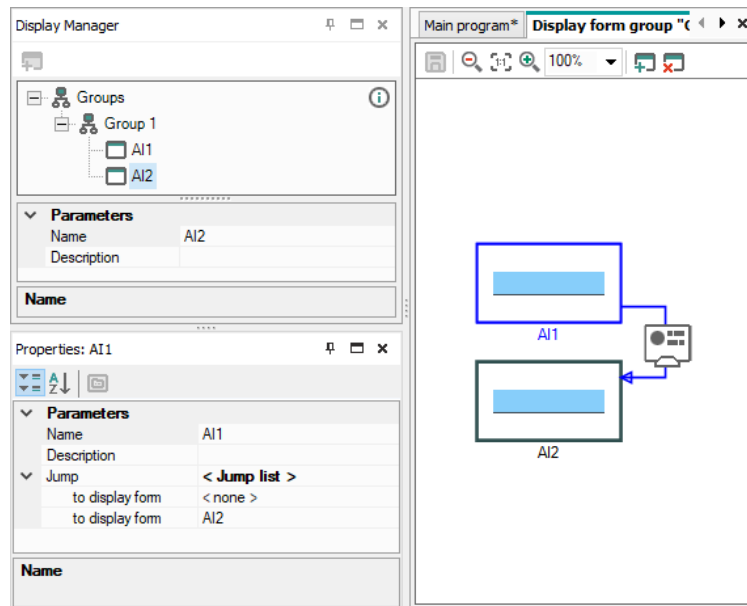 Display Manager
Groups
Group 1
AI1
AI2
Parameters
Name AI2
Description
Name
Properties: AI1
Parameters
Name AI1
Description
Jump < Jump list >
to display form < none >
to display form AI2
Name
Main program* Display form group "(
1:1 100%
AI1
AI2